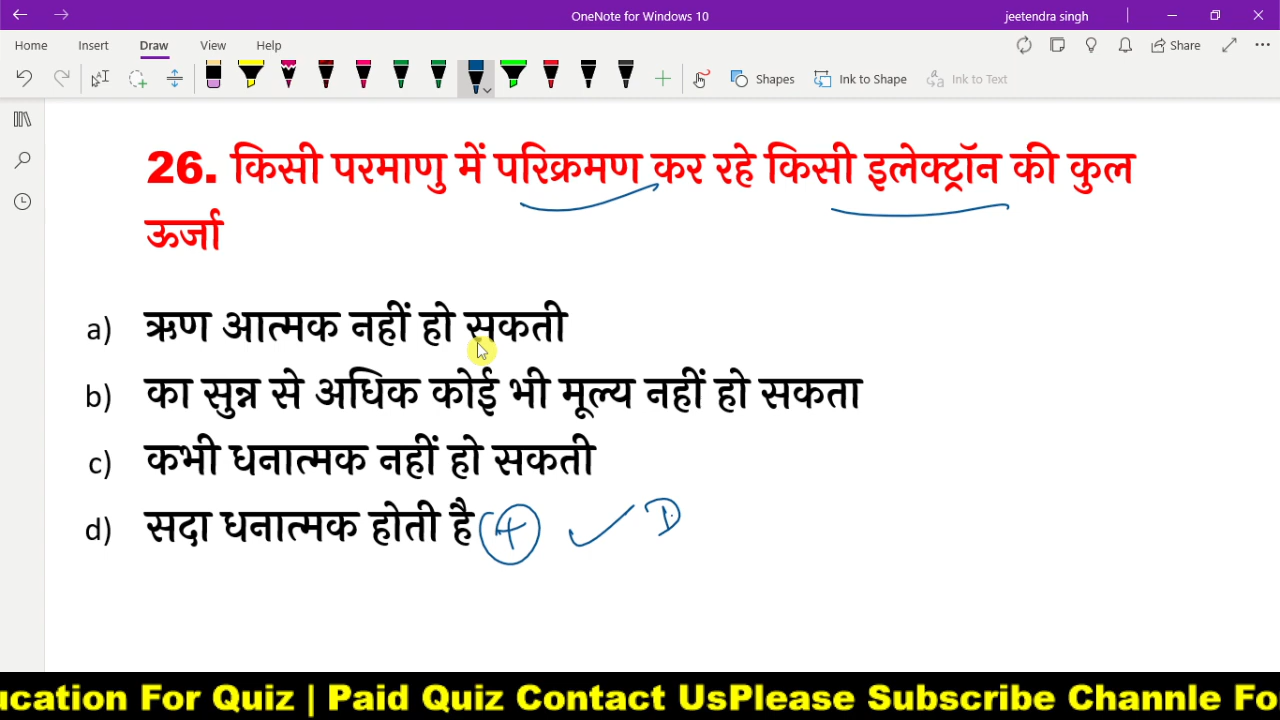 OneNote for Windows 10
jeetendra singh
Home Insert Draw View Help
Share
Shapes Ink to Shape Ink to Text
26. किसी परमाणु में परिक्रमण कर रहे किसी इलेक्ट्रॉन की कुल
ऊर्जा
a) ऋण आत्मक नहीं हो सकती
b) का सुन्न से अधिक कोई भी मूल्य नहीं हो सकता
c) कभी धनात्मक नहीं हो सकती
d) सदा धनात्मक होती है (+ ✓ D
ucation For Quiz | Paid Quiz Contact UsPlease Subscribe Channle Fo